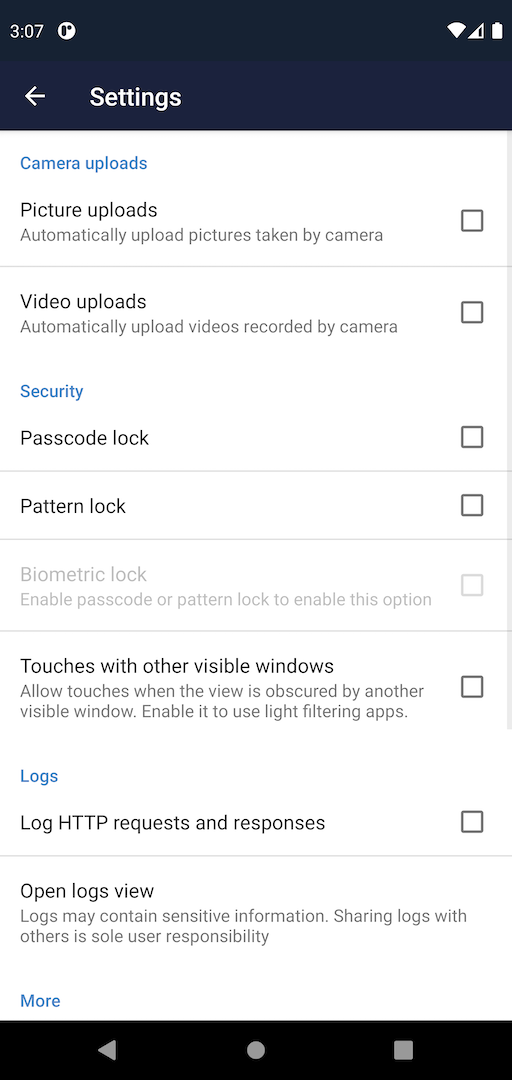 3:07
Settings
Camera uploads
Picture uploads
Automatically upload pictures taken by camera
Video uploads
Automatically upload videos recorded by camera
Security
Passcode lock
Pattern lock
Biometric lock
Enable passcode or pattern lock to enable this option
Touches with other visible windows
Allow touches when the view is obscured by another
visible window. Enable it to use light filtering apps.
Logs
Log HTTP requests and responses
Open logs view
Logs may contain sensitive information. Sharing logs with
others is sole user responsibility
More